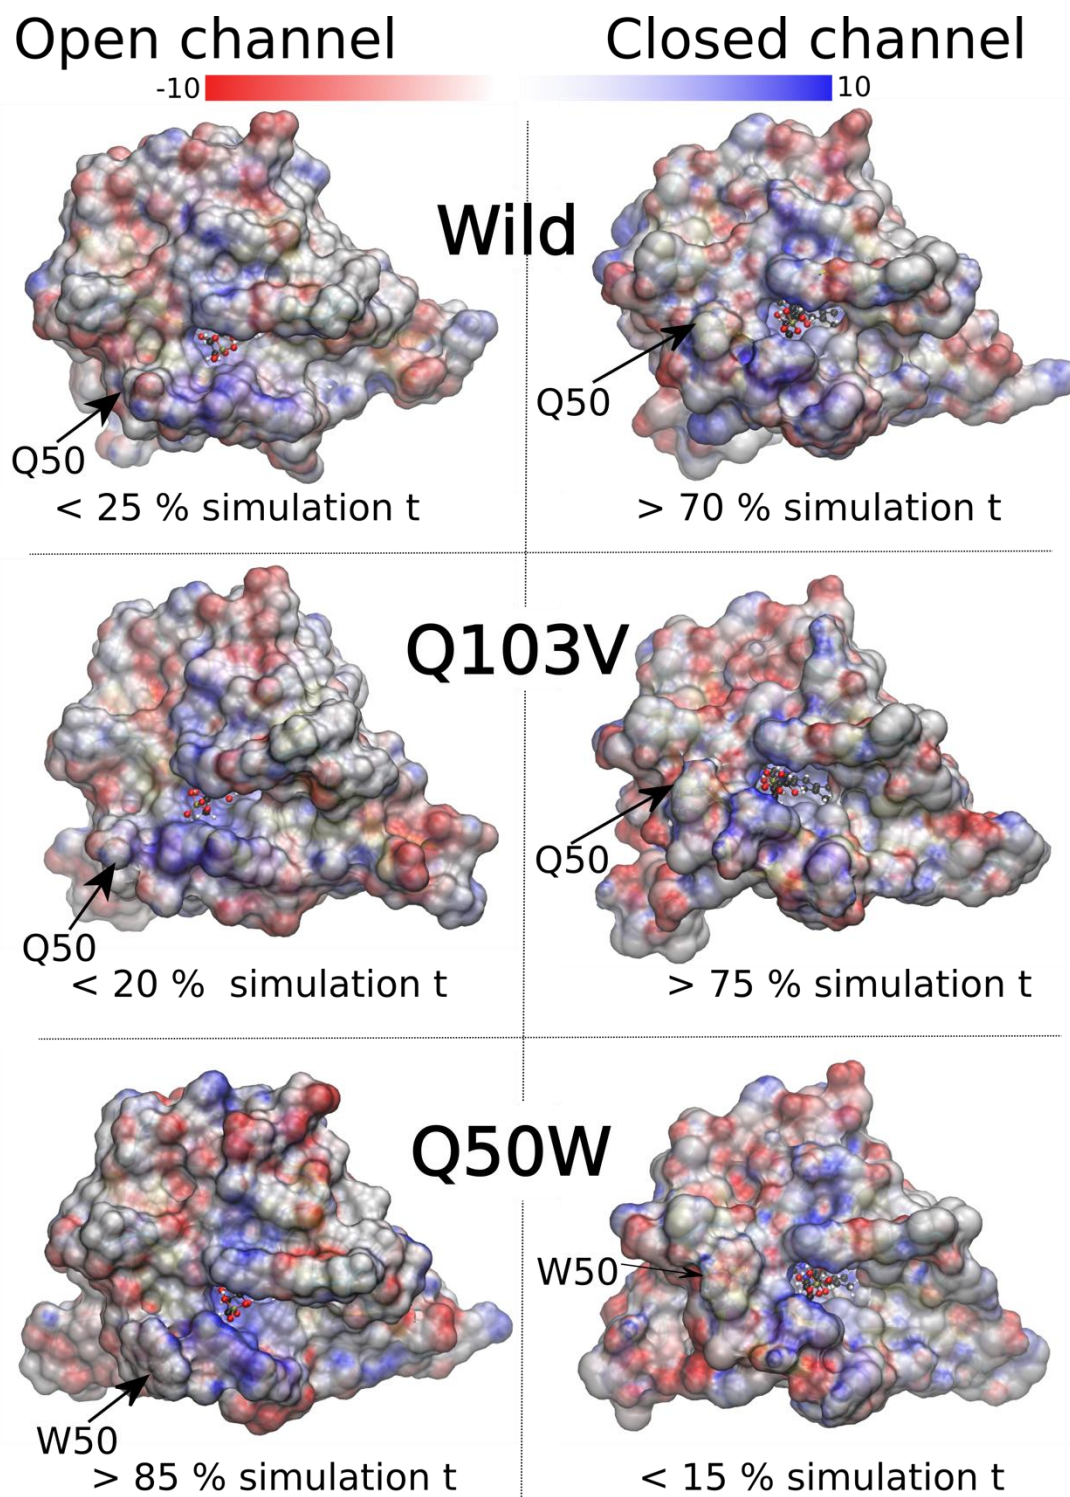 Open channel
Closed channel
-10
10
Wild
Q50
Q50
< 25 % simulation t
> 70 % simulation t
Q103V
Q50
Q50
< 20 % simulation t
> 75 % simulation t
Q50W
W50
W50
> 85 % simulation t
< 15 % simulation t